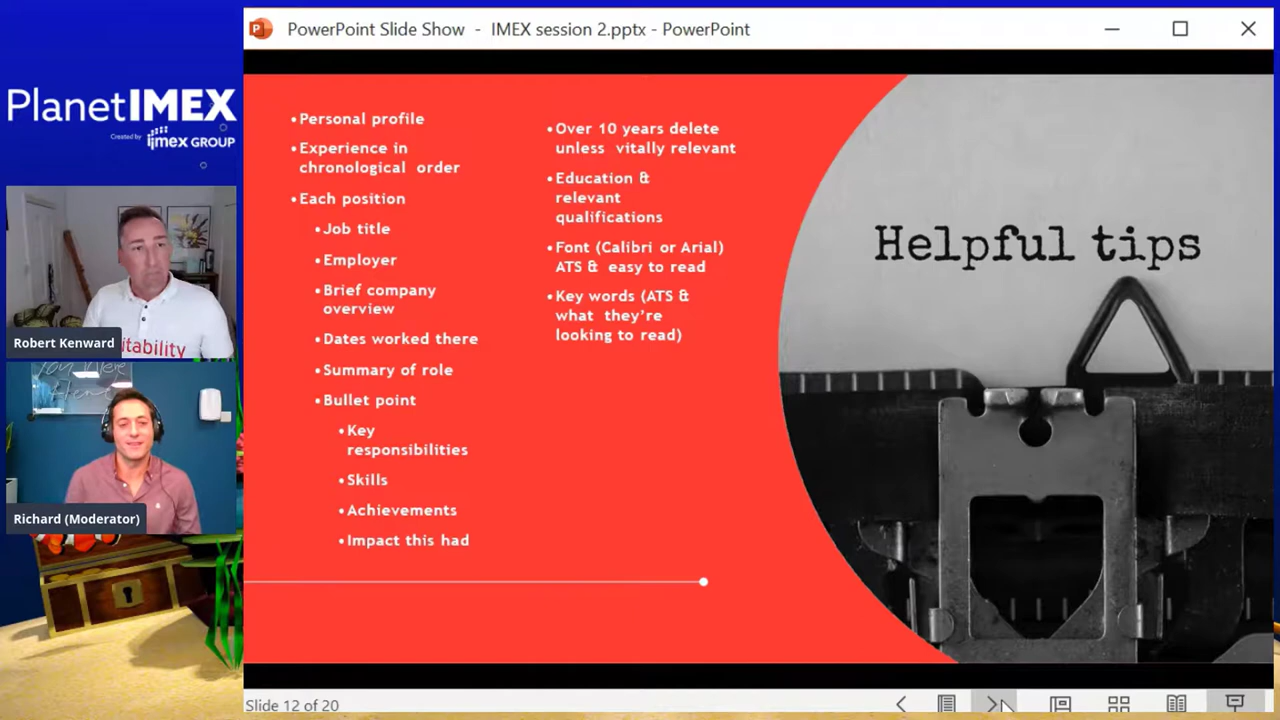 PowerPoint Slide Show - IMEX session 2.pptx - PowerPoint
PlanetIMEX
Created by imex GROUP
• Personal profile
• Experience in
chronological order
• Each position
• Job title
• Employer
• Brief company
overview
• Dates worked there
• Summary of role
• Bullet point
• Key
responsibilities
• Skills
• Achievements
• Impact this had
• Over 10 years delete
unless vitally relevant
• Education &
relevant
qualifications
• Font (Calibri or Arial)
ATS & easy to read
• Key words (ATS &
what they’re
looking to read)
Helpful tips
itability
Robert Kenward
You Were
Richard (Moderator)
Slide 12 of 20